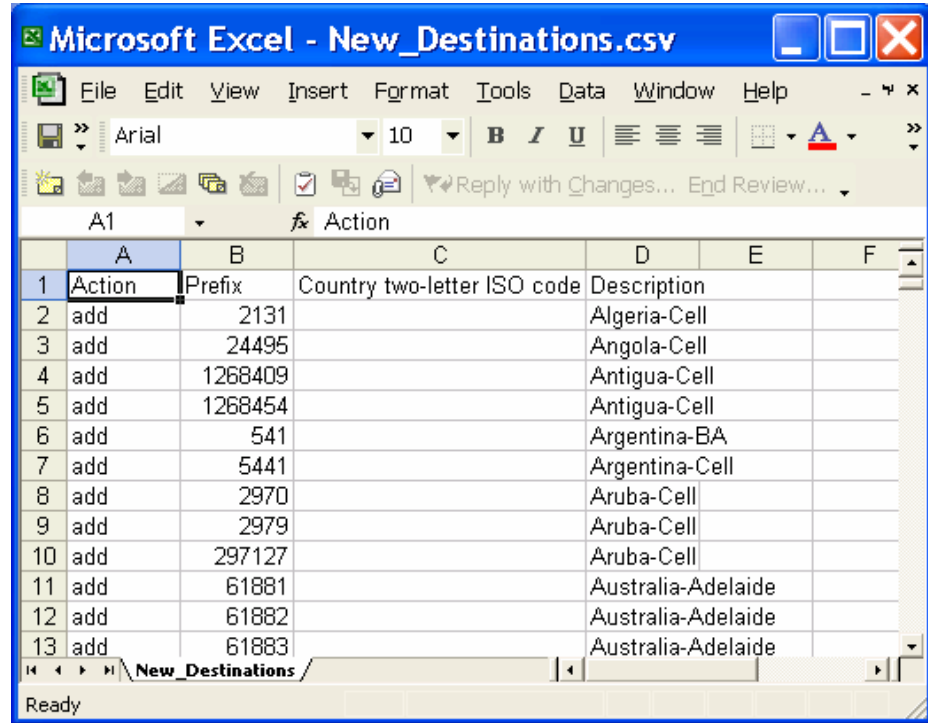 Microsoft Excel - New_Destinations.csv
File Edit View Insert Format Tools Data Window Help
Arial 10 B I U A
Reply with Changes... End Review...
A1 fx Action
A B C D E F
1 Action Prefix Country two-letter ISO code Description
2 add 2131 Algeria-Cell
3 add 24495 Angola-Cell
4 add 1268409 Antigua-Cell
5 add 1268454 Antigua-Cell
6 add 541 Argentina-BA
7 add 5441 Argentina-Cell
8 add 2970 Aruba-Cell
9 add 2979 Aruba-Cell
10 add 297127 Aruba-Cell
11 add 61881 Australia-Adelaide
12 add 61882 Australia-Adelaide
13 add 61883 Australia-Adelaide
New_Destinations
Ready